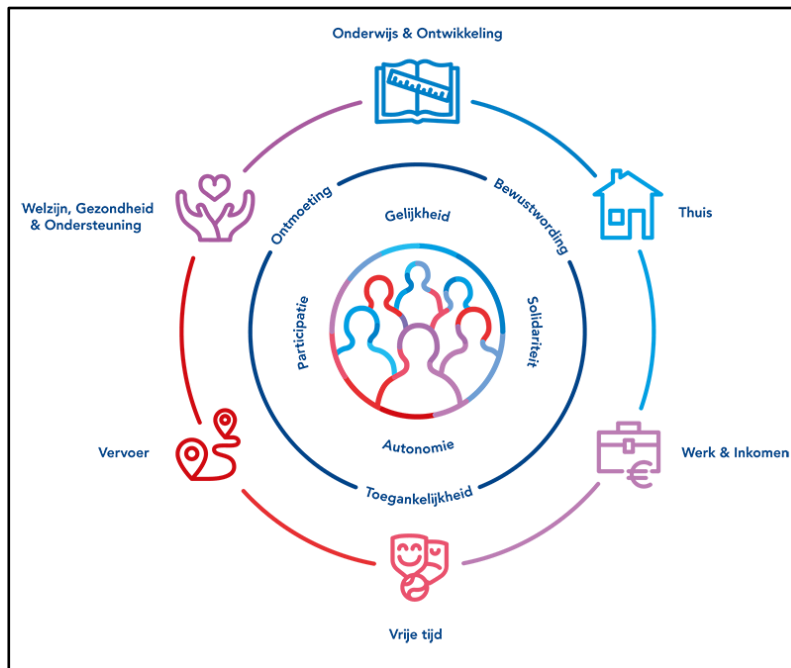 Onderwijs & Ontwikkeling
Welzijn, Gezondheid
& Ondersteuning
Ontmoeting
Bewustwording
Thuis
Gelijkheid
Participatie
Solidariteit
Autonomie
Toegankelijkheid
Vervoer
Werk & Inkomen
€
Vrije tijd